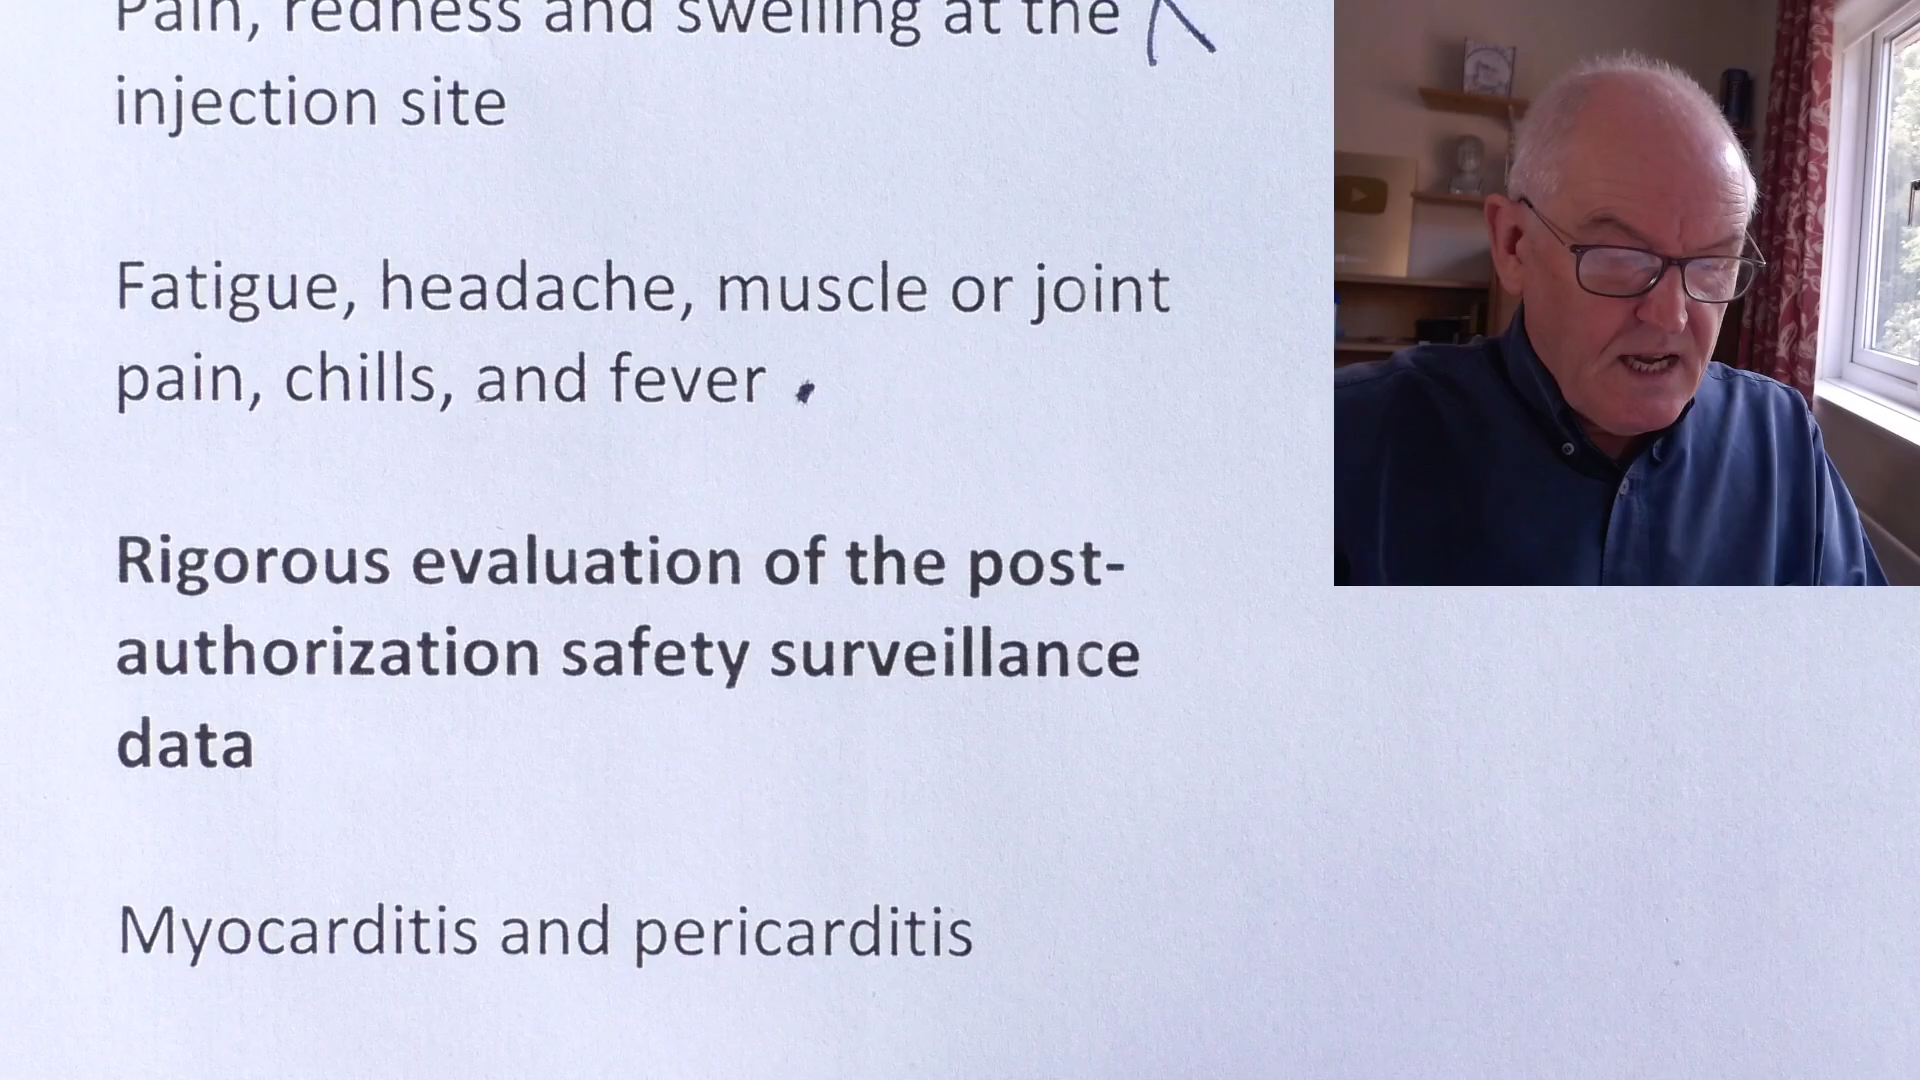 Pain, redness and swelling at the
injection site
Fatigue, headache, muscle or joint
pain, chills, and fever
Rigorous evaluation of the post-
authorization safety surveillance
data
Myocarditis and pericarditis